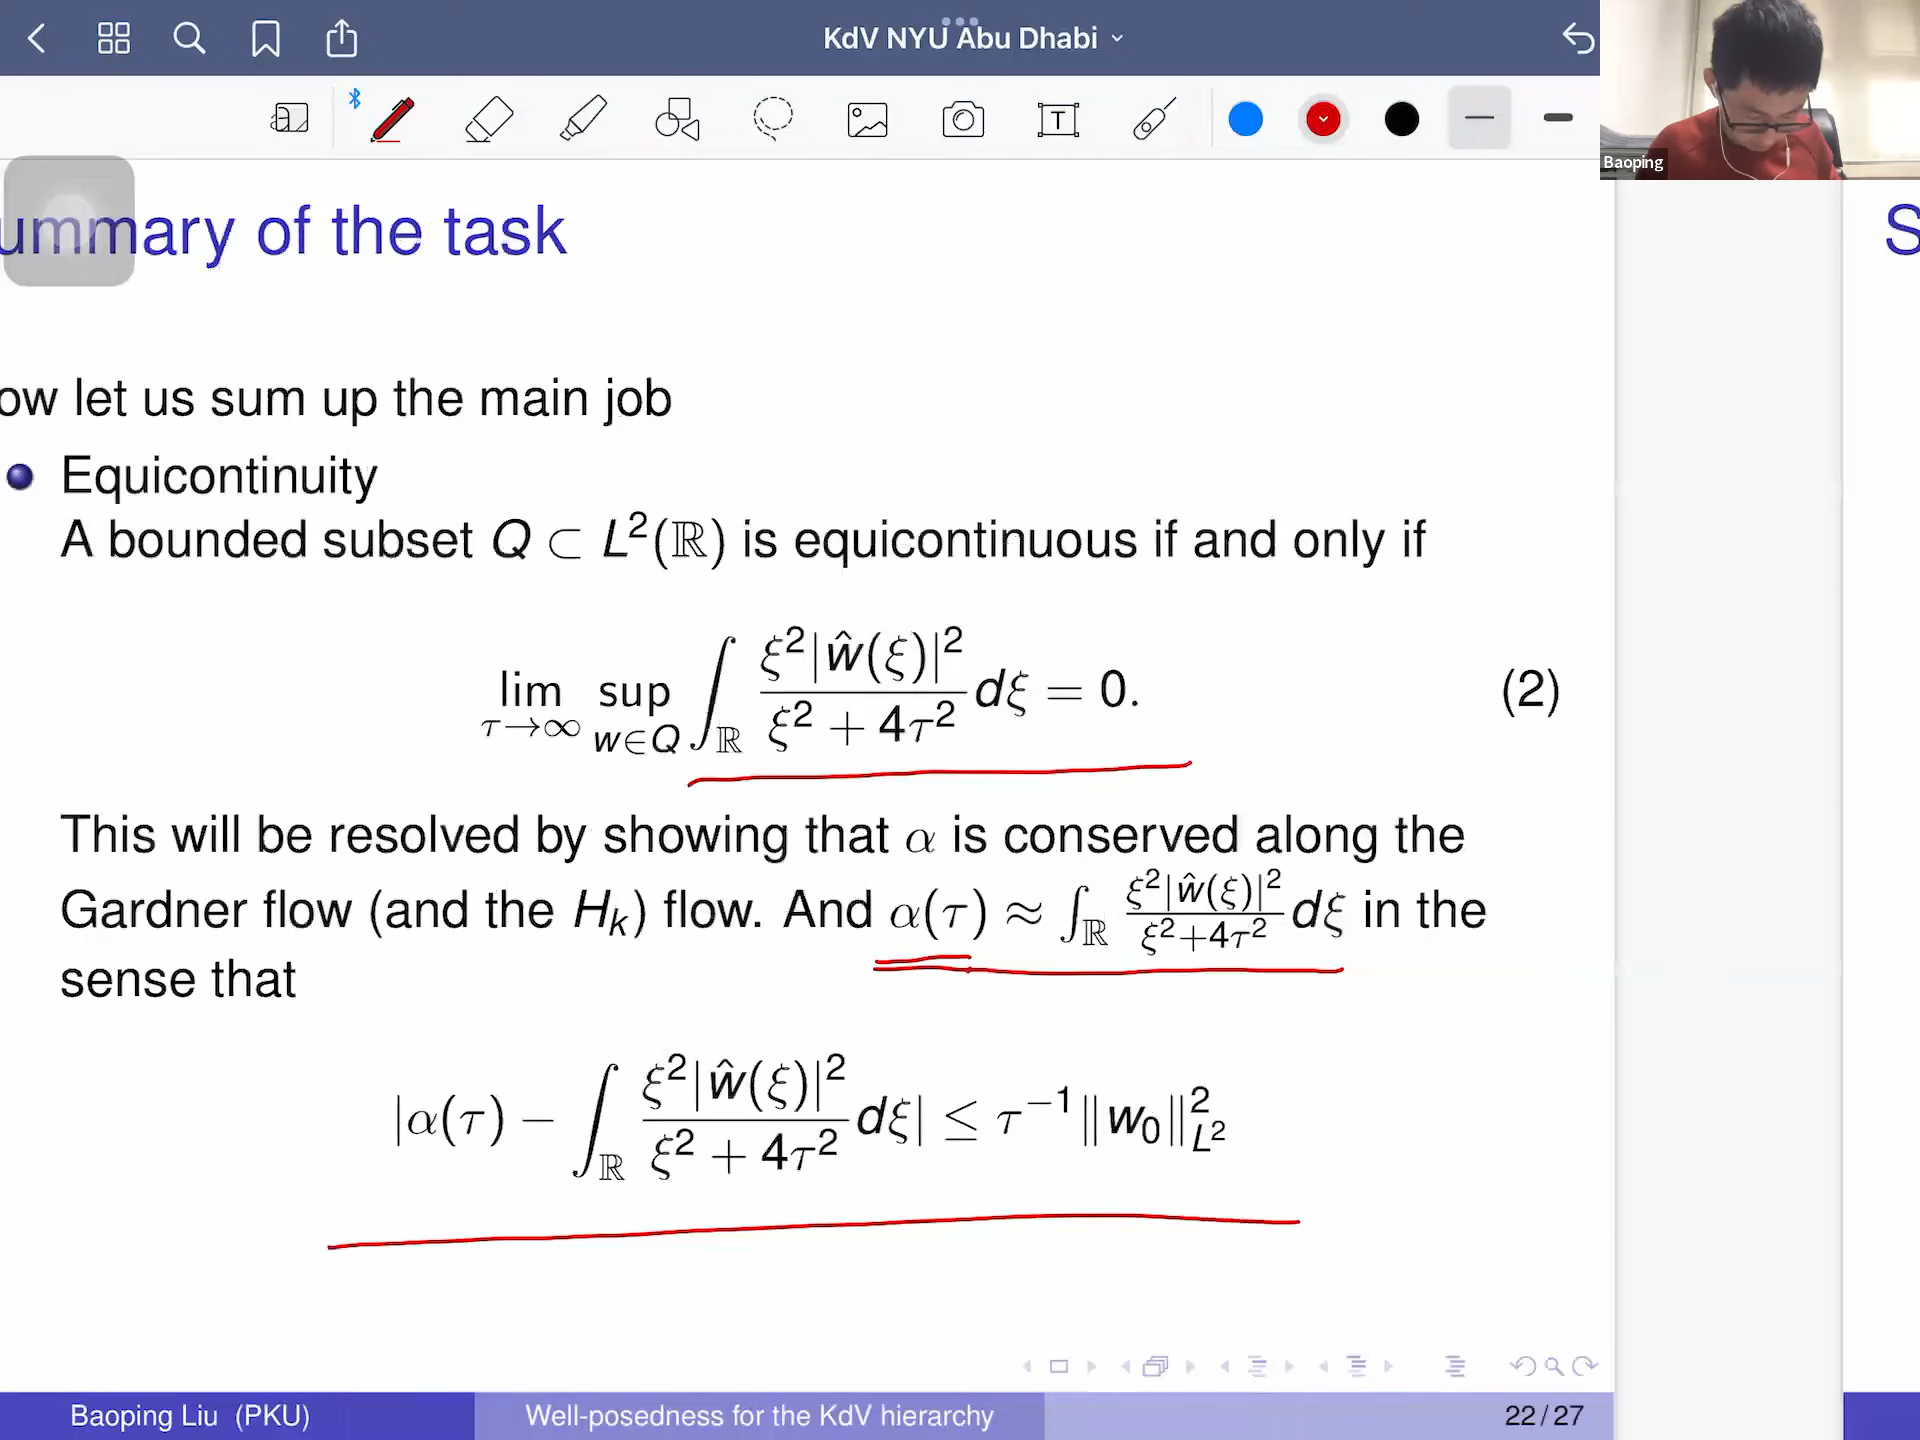 KdV NYU Abu Dhabi
Baoping
ummary of the task
S
ow let us sum up the main job
Equicontinuity
A bounded subset Q ⊂ L²(ℝ) is equicontinuous if and only if
lim_{τ→∞} sup_{w∈Q} ∫_ℝ ξ²|ŵ(ξ)|² / (ξ² + 4τ²) dξ = 0. (2)
This will be resolved by showing that α is conserved along the
Gardner flow (and the H_k) flow. And α(τ) ≈ ∫_ℝ ξ²|ŵ(ξ)|² / (ξ²+4τ²) dξ in the
sense that
|α(τ) − ∫_ℝ ξ²|ŵ(ξ)|² / (ξ² + 4τ²) dξ| ≤ τ⁻¹‖w₀‖²_{L²}
Baoping Liu (PKU) Well-posedness for the KdV hierarchy 22 / 27